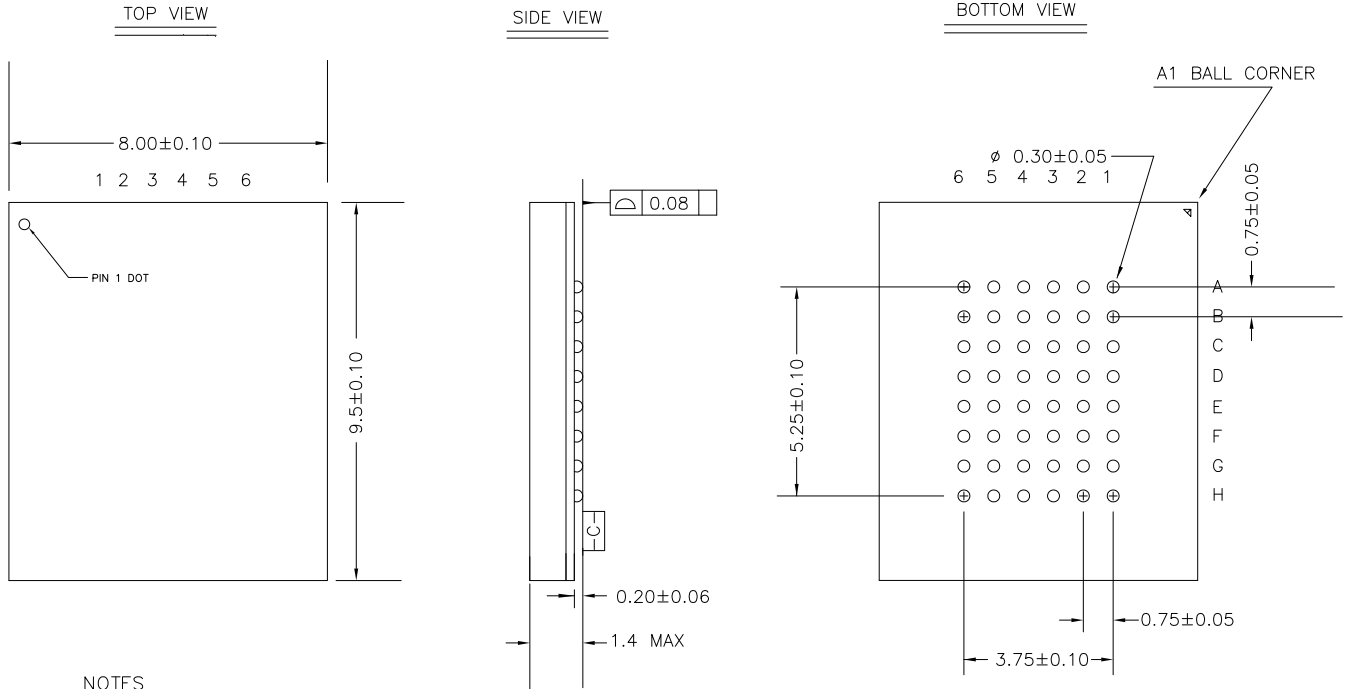 TOP VIEW
8.00±0.10
1 2 3 4 5 6
PIN 1 DOT
9.5±0.10
SIDE VIEW
0.08
-C-
0.20±0.06
1.4 MAX
BOTTOM VIEW
A1 BALL CORNER
ø 0.30±0.05
6 5 4 3 2 1
0.75±0.05
A
B
C
D
E
F
G
H
5.25±0.10
0.75±0.05
3.75±0.10
NOTES